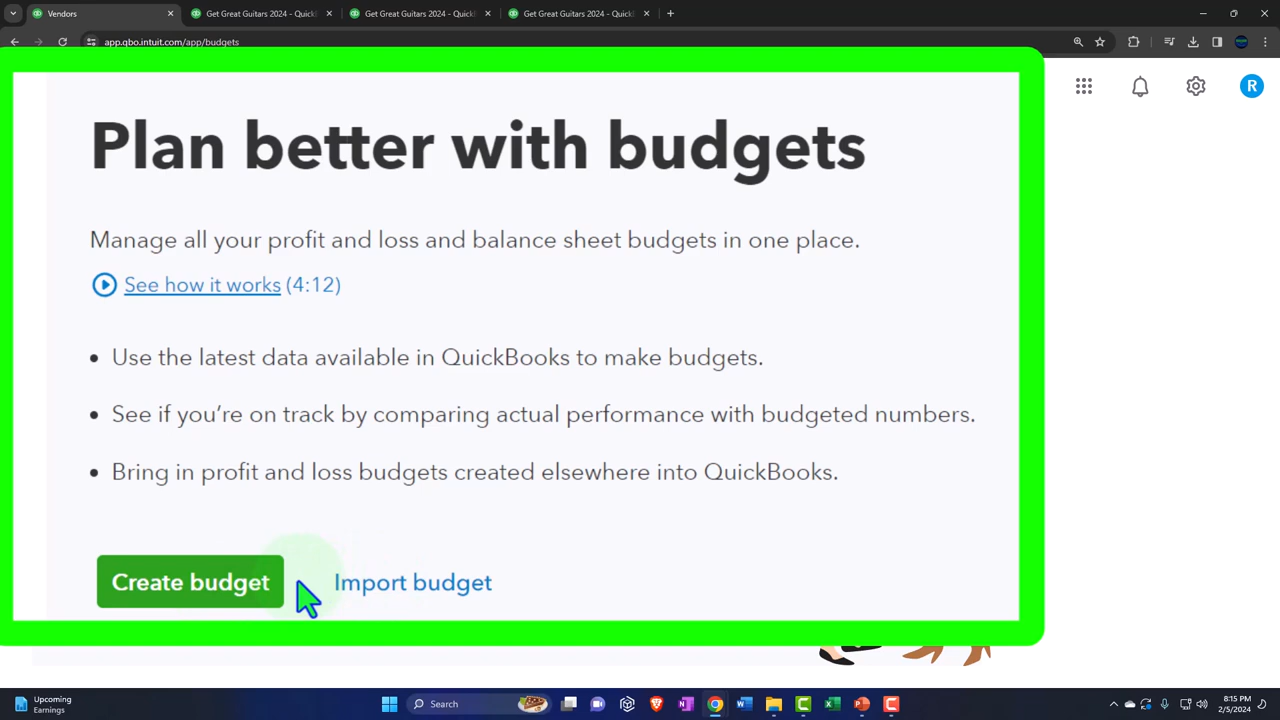 Vendors
Get Great Guitars 2024 - Quick
Get Great Guitars 2024 - Quick
Get Great Guitars 2024 - Quick
app.qbo.intuit.com/app/budgets
R
Plan better with budgets
Manage all your profit and loss and balance sheet budgets in one place.
See how it works (4:12)
• Use the latest data available in QuickBooks to make budgets.
• See if you’re on track by comparing actual performance with budgeted numbers.
• Bring in profit and loss budgets created elsewhere into QuickBooks.
Create budget
Import budget
Upcoming
Earnings
Search
8:15 PM
2/5/2024